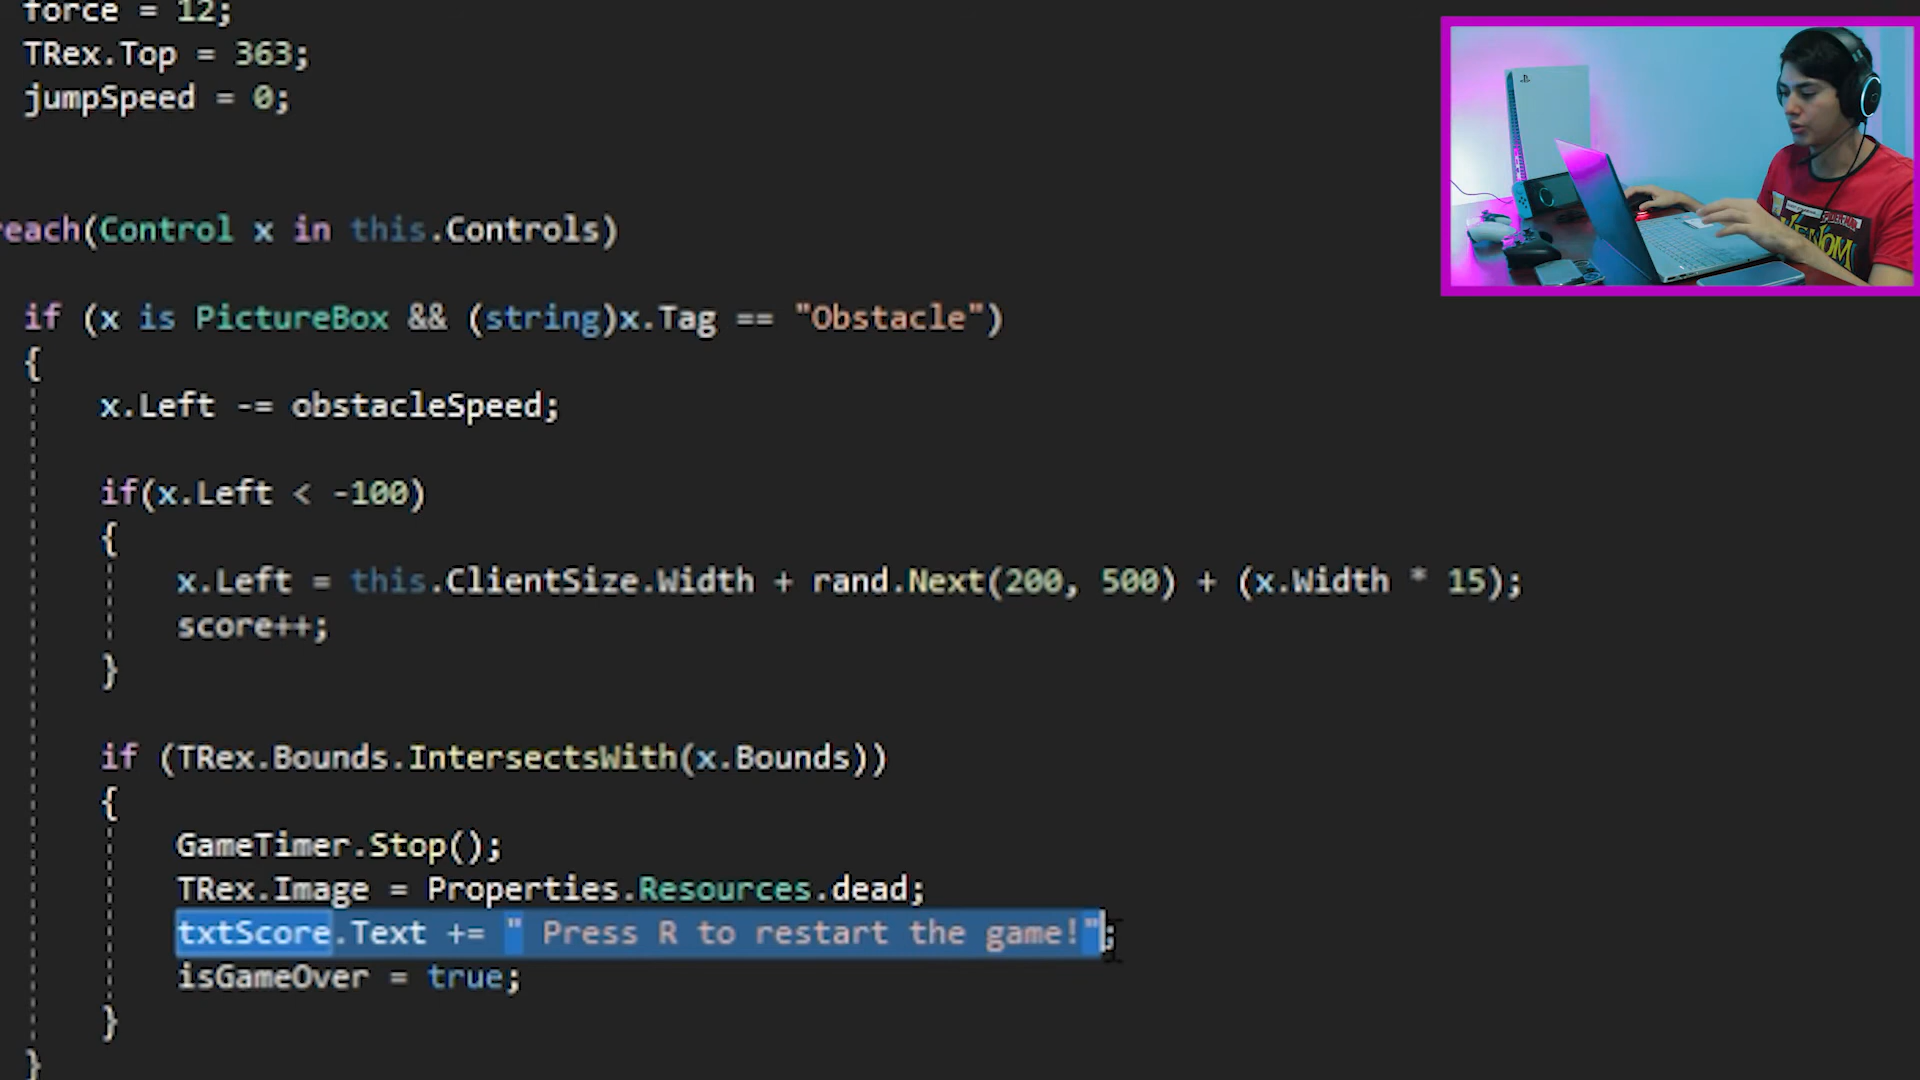 force = 12;
TRex.Top = 363;
jumpSpeed = 0;
reach(Control x in this.Controls)
if (x is PictureBox && (string)x.Tag == "Obstacle")
{
x.Left -= obstacleSpeed;
if(x.Left < -100)
{
x.Left = this.ClientSize.Width + rand.Next(200, 500) + (x.Width * 15);
score++;
}
if (TRex.Bounds.IntersectsWith(x.Bounds))
{
GameTimer.Stop();
TRex.Image = Properties.Resources.dead;
txtScore.Text += " Press R to restart the game!";
isGameOver = true;
}
}
VENOM